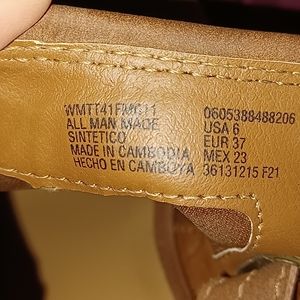 WMTT41FMC11
ALL MAN MADE
SINTETICO
MADE IN CAMBODIA
HECHO EN CAMBOYA
0605388488206
USA 6
EUR 37
MEX 23
36131215 F21